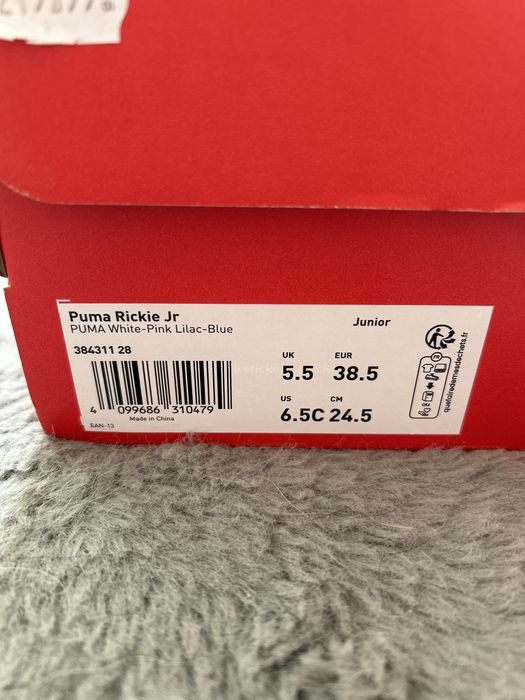 Puma Rickie Jr
PUMA White-Pink Lilac-Blue
Junior
384311 28
UK EUR
5.5 38.5
US CM
6.5C 24.5
4 099686 310479
Made in China
EAN-13
FR
quefairedemesdechets.fr